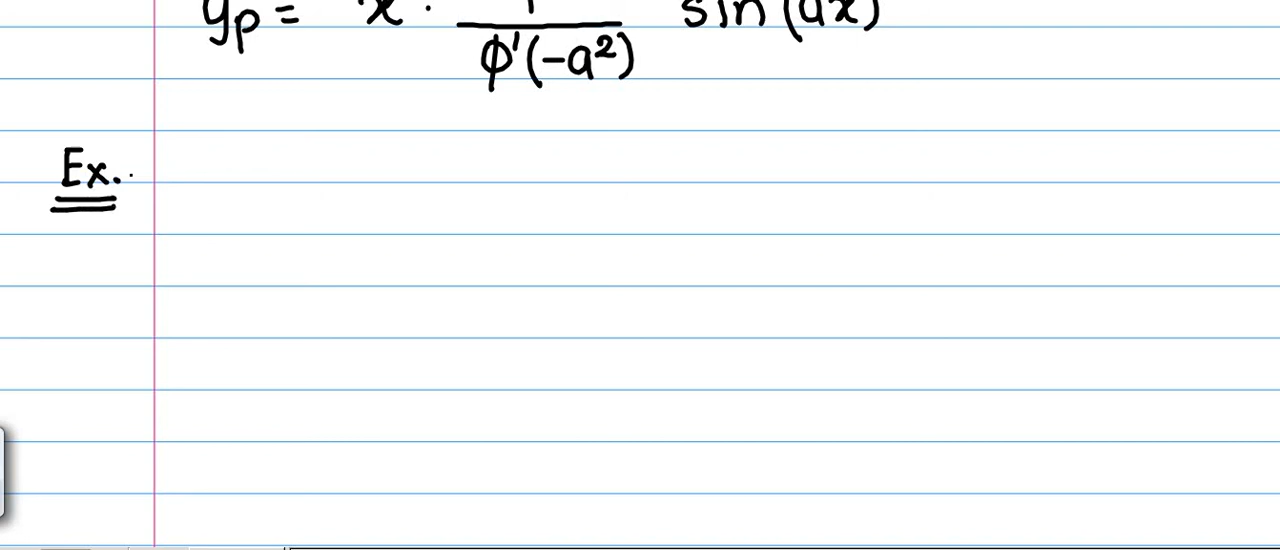 yp = x · 1/φ'(-a²) sin(ax)
Ex.